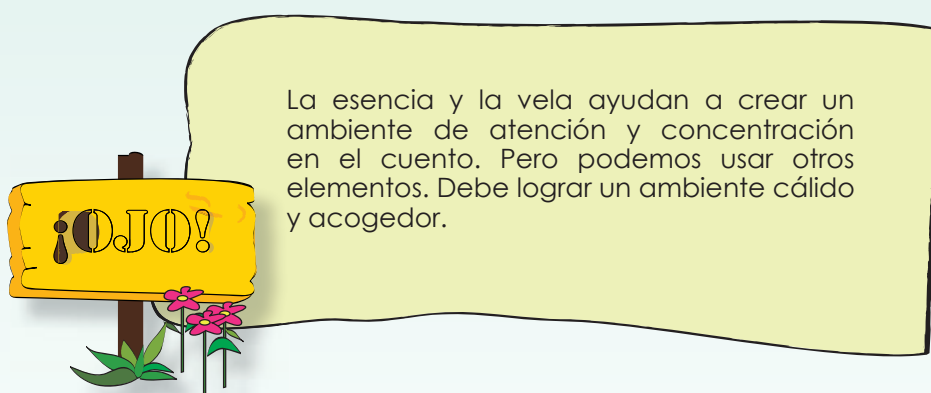 La esencia y la vela ayudan a crear un
ambiente de atención y concentración
en el cuento. Pero podemos usar otros
elementos. Debe lograr un ambiente cálido
y acogedor.
¡OJO!